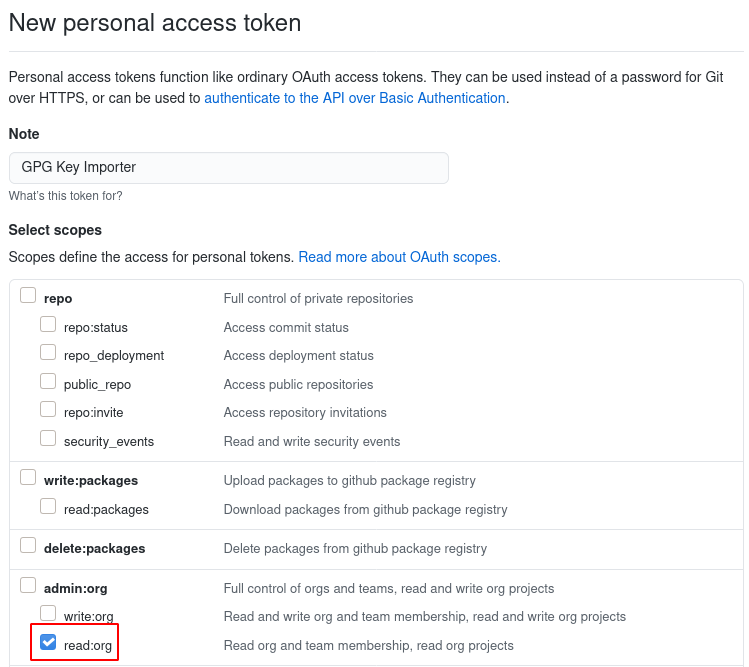 New personal access token
Personal access tokens function like ordinary OAuth access tokens. They can be used instead of a password for Git
over HTTPS, or can be used to authenticate to the API over Basic Authentication.
Note
GPG Key Importer
What's this token for?
Select scopes
Scopes define the access for personal tokens. Read more about OAuth scopes.
repo Full control of private repositories
repo:status Access commit status
repo_deployment Access deployment status
public_repo Access public repositories
repo:invite Access repository invitations
security_events Read and write security events
write:packages Upload packages to github package registry
read:packages Download packages from github package registry
delete:packages Delete packages from github package registry
admin:org Full control of orgs and teams, read and write org projects
write:org Read and write org and team membership, read and write org projects
read:org Read org and team membership, read org projects